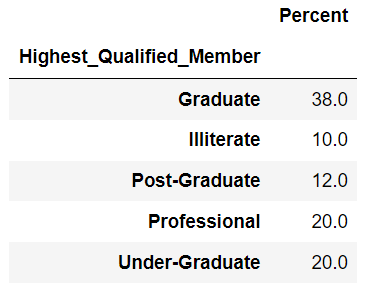 Percent
Highest_Qualified_Member
Graduate 38.0
Illiterate 10.0
Post-Graduate 12.0
Professional 20.0
Under-Graduate 20.0